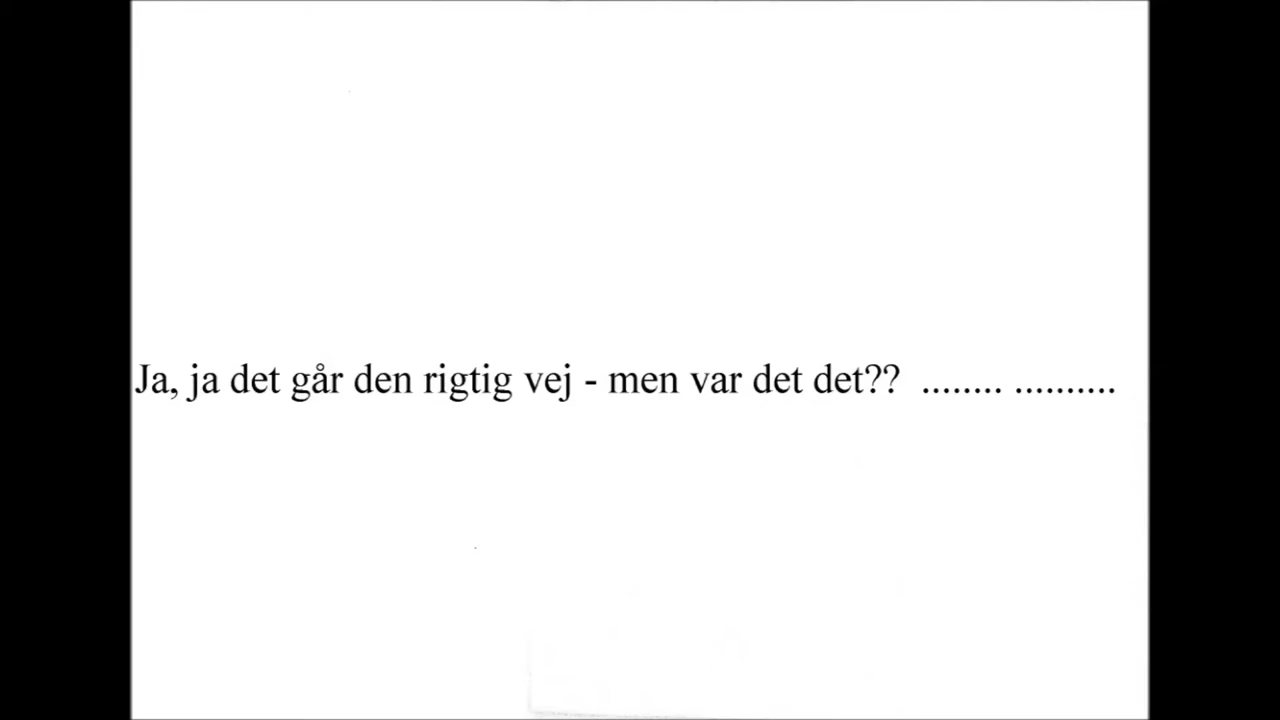 Ja, ja det går den rigtig vej - men var det det??  ........ ..........